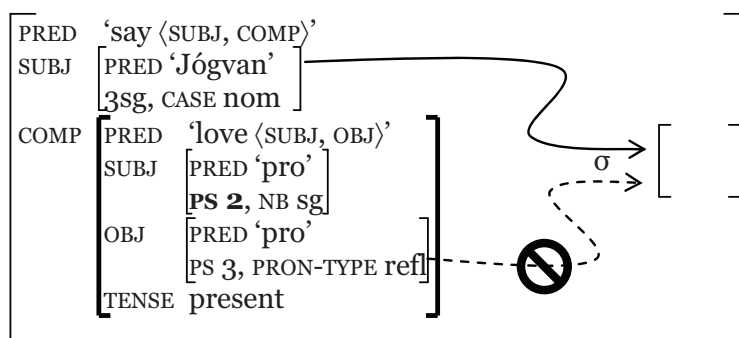 PRED ‘say ⟨SUBJ, COMP⟩’
SUBJ PRED ‘Jógvan’
3sg, CASE nom
COMP PRED ‘love ⟨SUBJ, OBJ⟩’
SUBJ PRED ‘pro’
PS 2, NB sg
σ
OBJ PRED ‘pro’
PS 3, PRON-TYPE refl
TENSE present